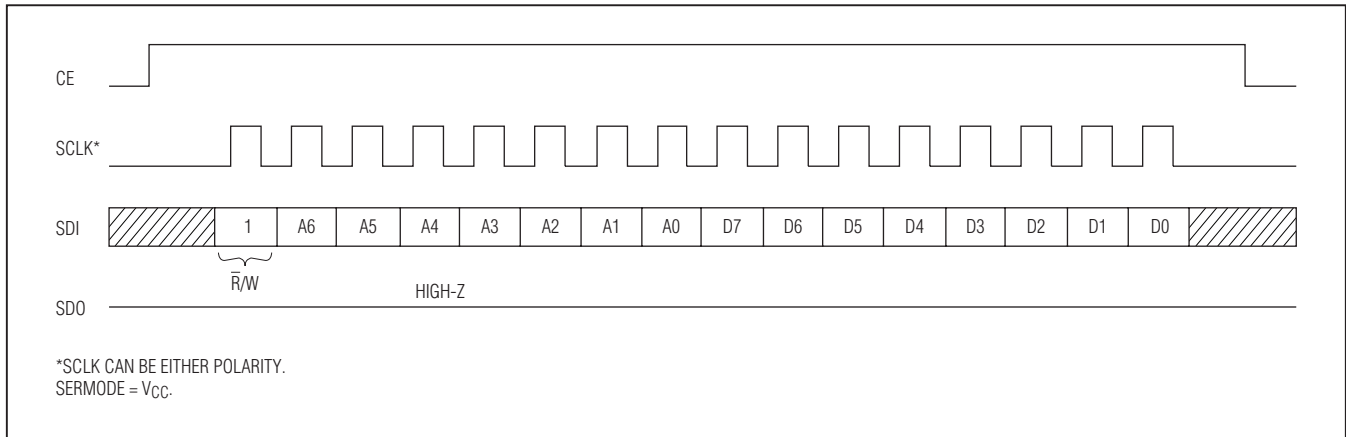 CE
SCLK*
SDI 1 A6 A5 A4 A3 A2 A1 A0 D7 D6 D5 D4 D3 D2 D1 D0
R̅/W
HIGH-Z
SDO
*SCLK CAN BE EITHER POLARITY.
SERMODE = VCC.